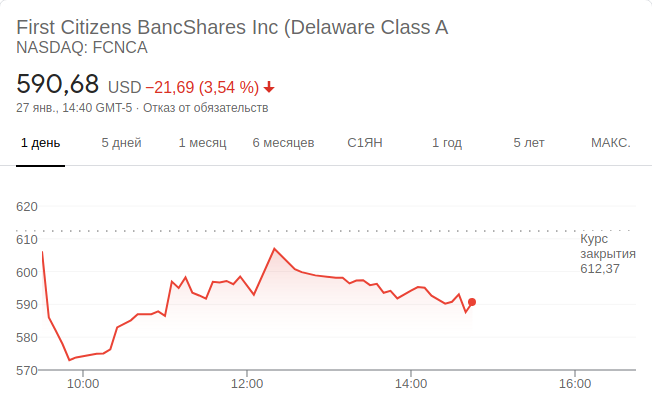 First Citizens BancShares Inc (Delaware Class A
NASDAQ: FCNCA
590,68 USD −21,69 (3,54 %)
27 янв., 14:40 GMT-5 · Отказ от обязательств
1 день 5 дней 1 месяц 6 месяцев С1ЯН 1 год 5 лет МАКС.
620
610
Курс
закрытия
612,37
600
590
580
570
10:00 12:00 14:00 16:00